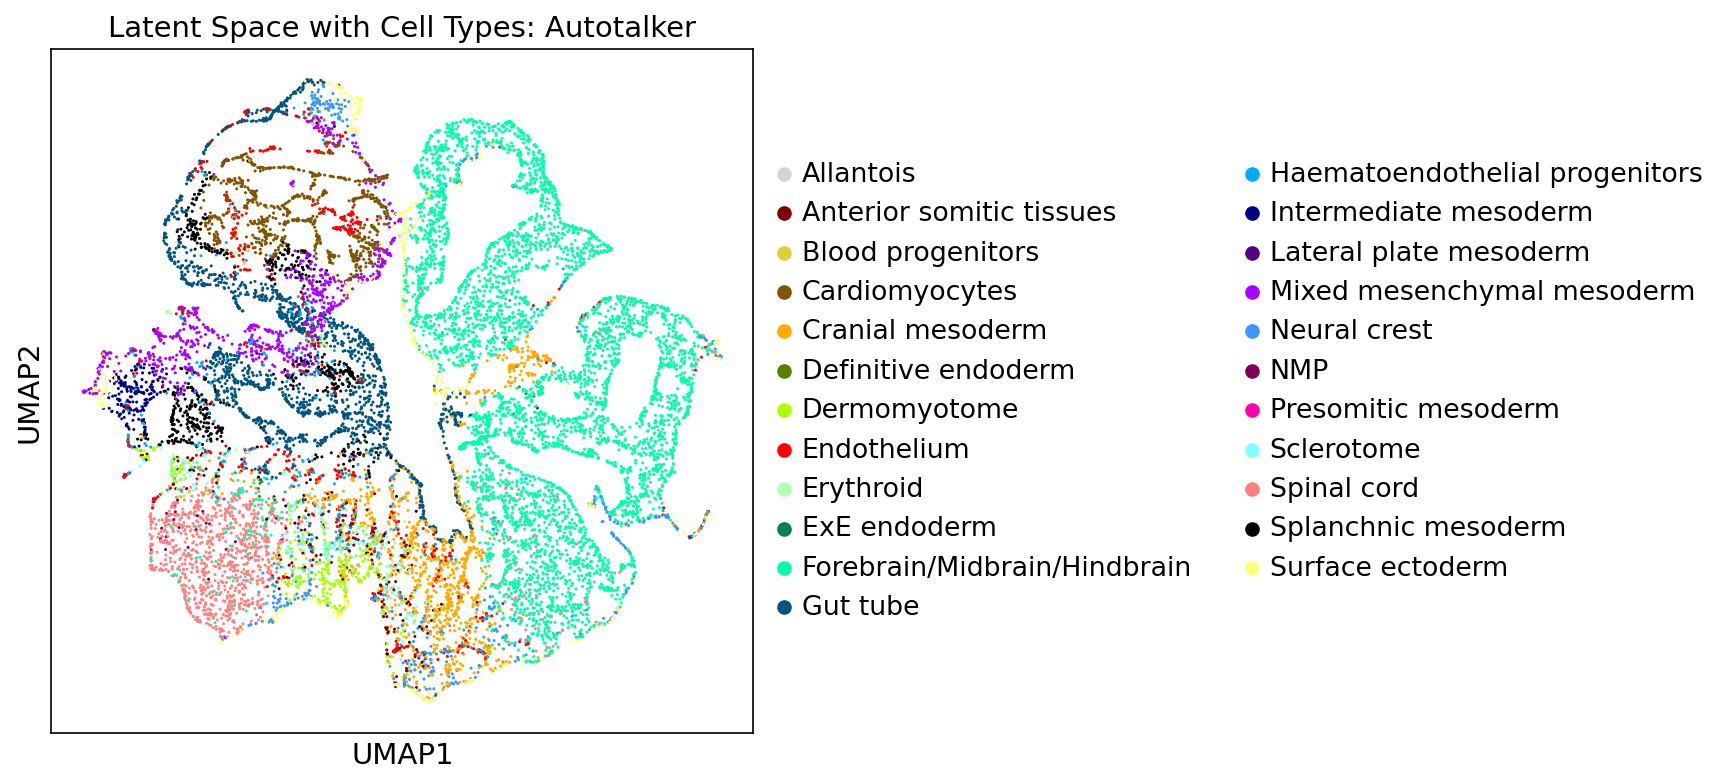 Latent Space with Cell Types: Autotalker
UMAP2
UMAP1
Allantois
Anterior somitic tissues
Blood progenitors
Cardiomyocytes
Cranial mesoderm
Definitive endoderm
Dermomyotome
Endothelium
Erythroid
ExE endoderm
Forebrain/Midbrain/Hindbrain
Gut tube
Haematoendothelial progenitors
Intermediate mesoderm
Lateral plate mesoderm
Mixed mesenchymal mesoderm
Neural crest
NMP
Presomitic mesoderm
Sclerotome
Spinal cord
Splanchnic mesoderm
Surface ectoderm